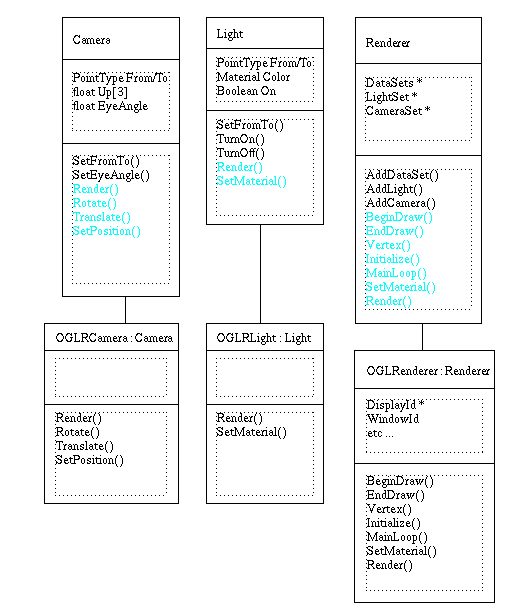 Camera
PointType From/To
float Up[3]
float EyeAngle
SetFromTo()
SetEyeAngle()
Render()
Rotate()
Translate()
SetPosition()
OGLRCamera : Camera
Render()
Rotate()
Translate()
SetPosition()
Light
PointType From/To
Material Color
Boolean On
SetFromTo()
TurnOn()
TurnOff()
Render()
SetMaterial()
OGLRLight : Light
Render()
SetMaterial()
Renderer
DataSets *
LightSet *
CameraSet *
AddDataSet()
AddLight()
AddCamera()
BeginDraw()
EndDraw()
Vertex()
Initialize()
MainLoop()
SetMaterial()
Render()
OGLRenderer : Renderer
DisplayId *
WindowId
etc ...
BeginDraw()
EndDraw()
Vertex()
Initialize()
MainLoop()
SetMaterial()
Render()